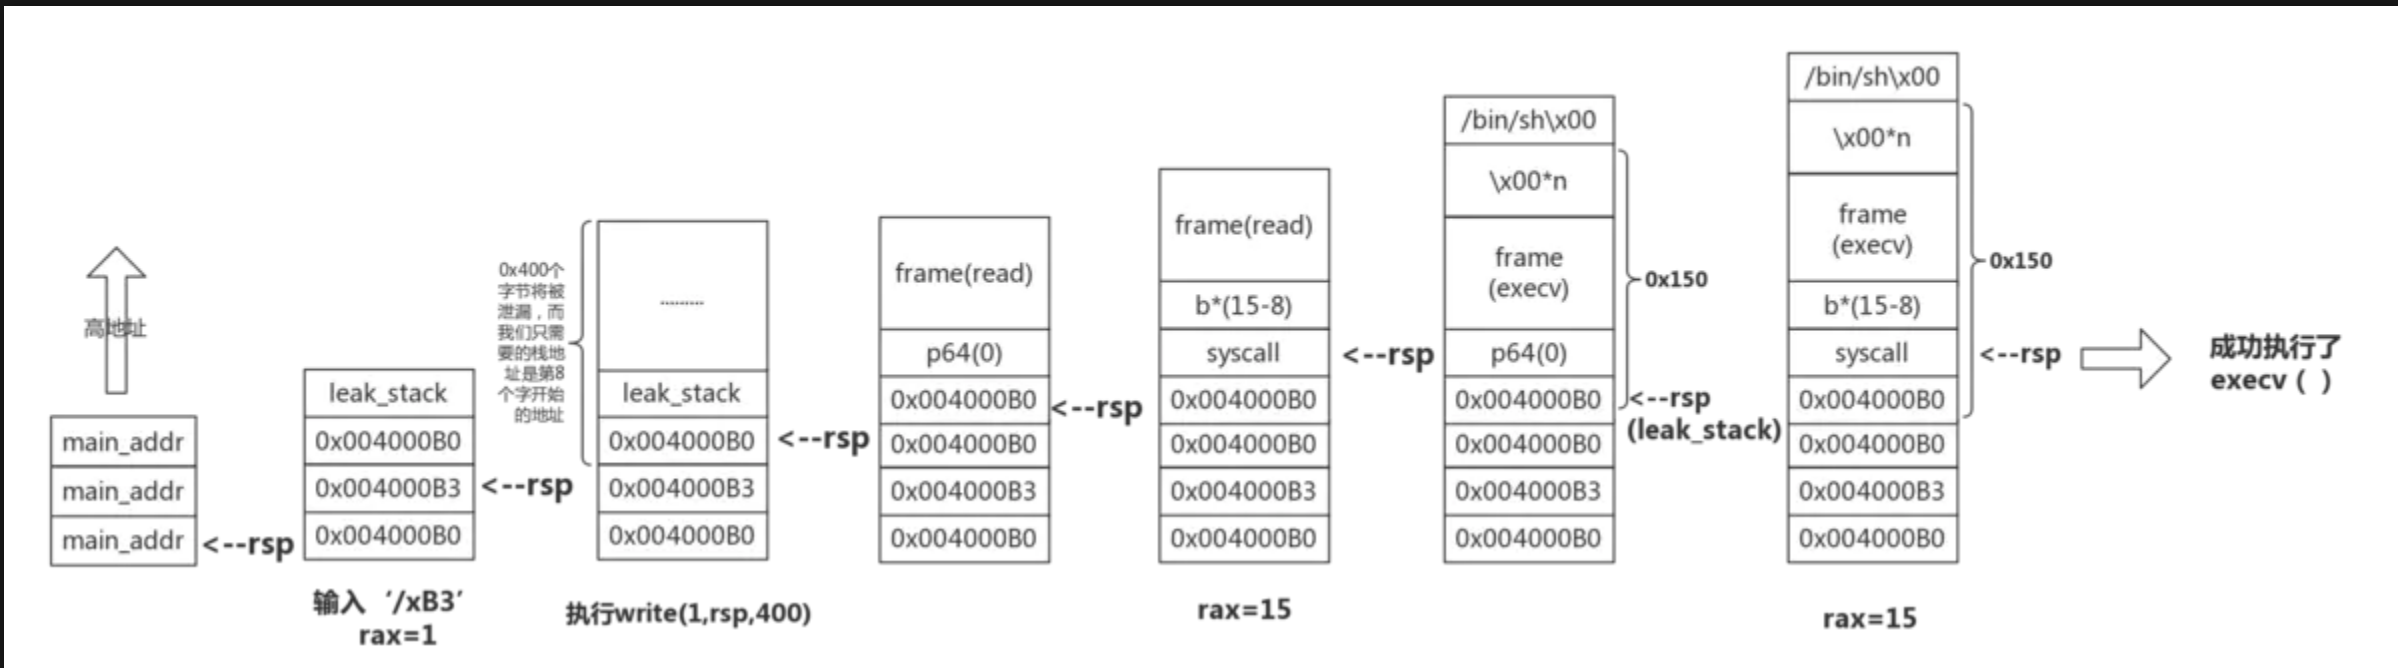 高地址
main_addr
main_addr
main_addr
<--rsp
leak_stack
0x004000B0
0x004000B3
0x004000B0
<--rsp
输入‘/xB3’
rax=1
0x400个
字节将被
泄漏，而
我们只需
要的栈地
址是第8
个字开始
的地址
.........
leak_stack
0x004000B0
0x004000B3
0x004000B0
<--rsp
执行write(1,rsp,400)
frame(read)
p64(0)
0x004000B0
0x004000B0
0x004000B3
0x004000B0
<--rsp
frame(read)
b*(15-8)
syscall
0x004000B0
0x004000B0
0x004000B3
0x004000B0
<--rsp
rax=15
/bin/sh\x00
\x00*n
frame
(execv)
p64(0)
0x004000B0
0x004000B0
0x004000B3
0x004000B0
0x150
<--rsp
(leak_stack)
/bin/sh\x00
\x00*n
frame
(execv)
b*(15-8)
syscall
0x004000B0
0x004000B0
0x004000B3
0x004000B0
0x150
<--rsp
rax=15
成功执行了
execv（ ）